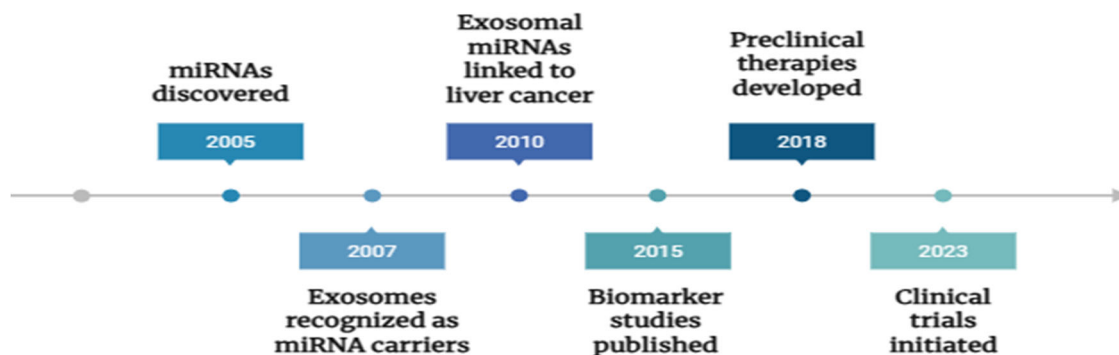 miRNAs
discovered
2005
2007
Exosomes
recognized as
miRNA carriers
Exosomal
miRNAs
linked to
liver cancer
2010
2015
Biomarker
studies
published
Preclinical
therapies
developed
2018
2023
Clinical
trials
initiated